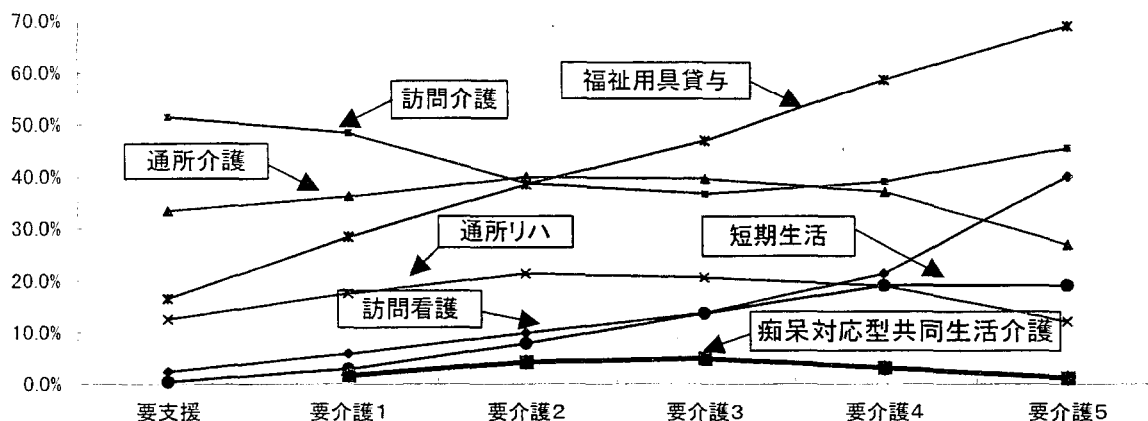 70.0%
60.0%
50.0%
40.0%
30.0%
20.0%
10.0%
0.0%
福祉用具貸与
訪問介護
通所介護
通所リハ
短期生活
訪問看護
痴呆対応型共同生活介護
要支援
要介護1
要介護2
要介護3
要介護4
要介護5